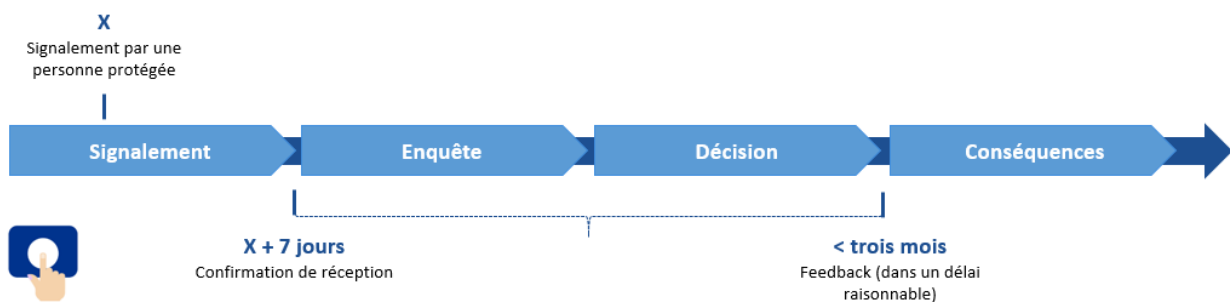 X
Signalement par une
personne protégée
Signalement
Enquête
Décision
Conséquences
X + 7 jours
Confirmation de réception
< trois mois
Feedback (dans un délai
raisonnable)